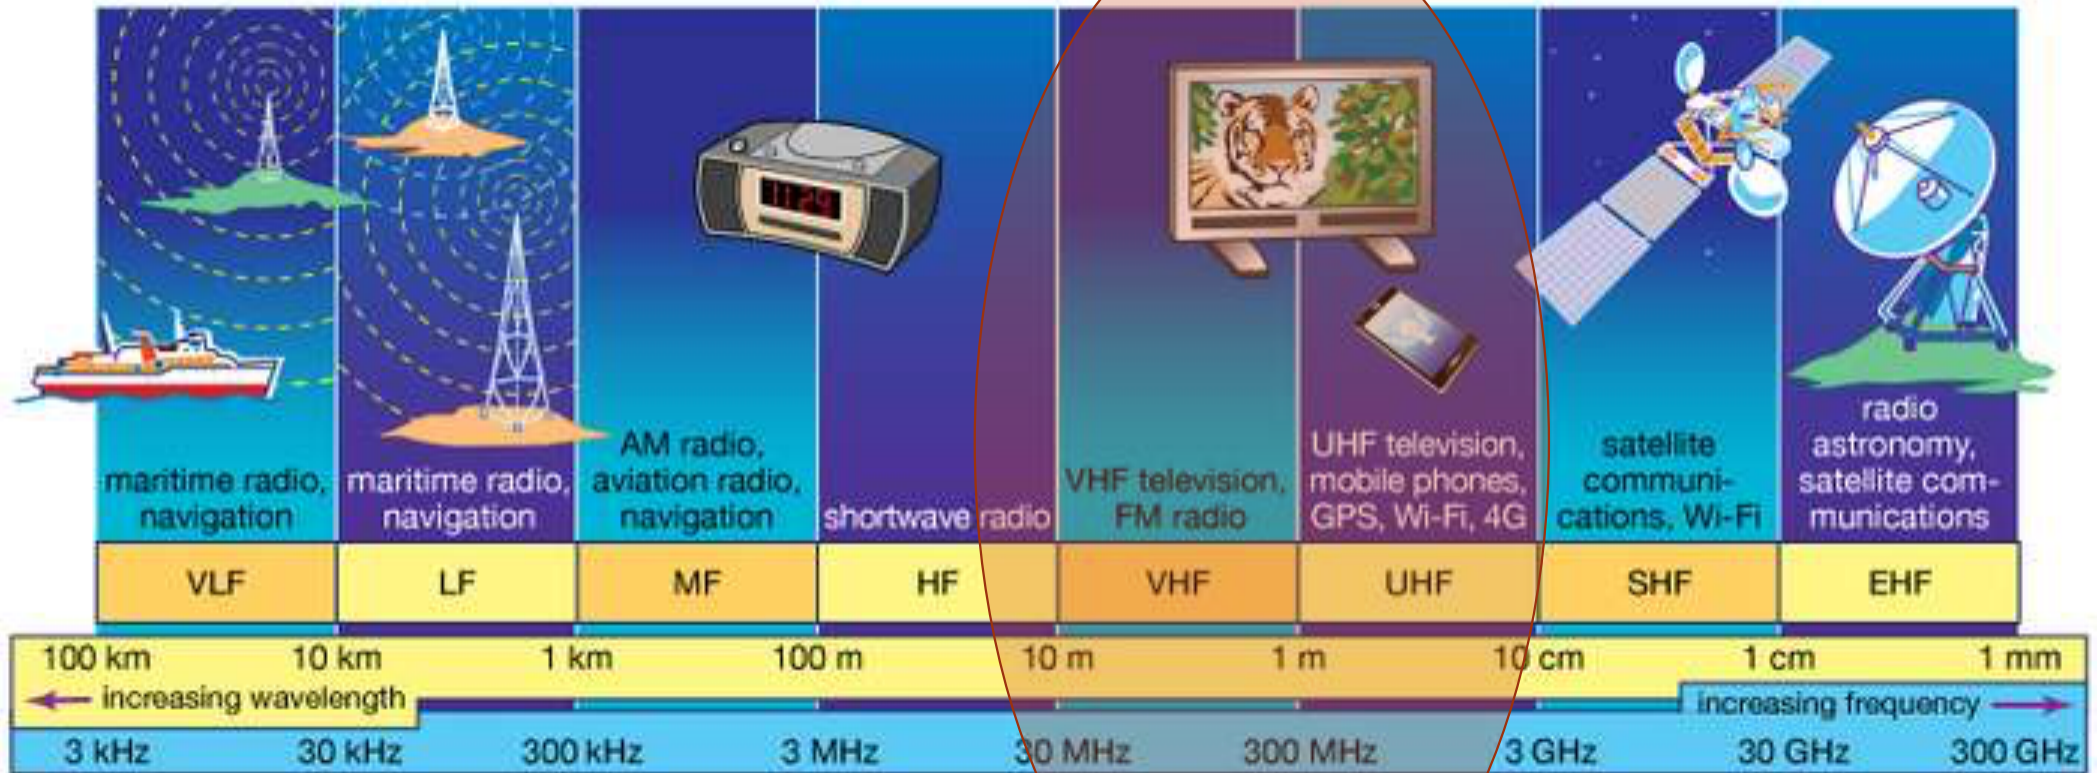 11:29
maritime radio,
navigation
maritime radio,
navigation
AM radio,
aviation radio,
navigation
shortwave radio
VHF television,
FM radio
UHF television,
mobile phones,
GPS, Wi-Fi, 4G
satellite
communi-
cations, Wi-Fi
radio
astronomy,
satellite com-
munications
VLF LF MF HF VHF UHF SHF EHF
100 km 10 km 1 km 100 m 10 m 1 m 10 cm 1 cm 1 mm
increasing wavelength increasing frequency
3 kHz 30 kHz 300 kHz 3 MHz 30 MHz 300 MHz 3 GHz 30 GHz 300 GHz